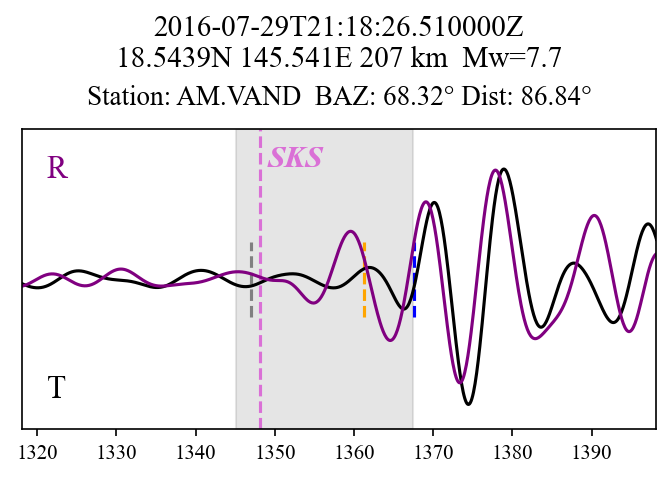 2016-07-29T21:18:26.510000Z
18.5439N 145.541E 207 km  Mw=7.7
Station: AM.VAND  BAZ: 68.32° Dist: 86.84°
R
SKS
T
1320 1330 1340 1350 1360 1370 1380 1390